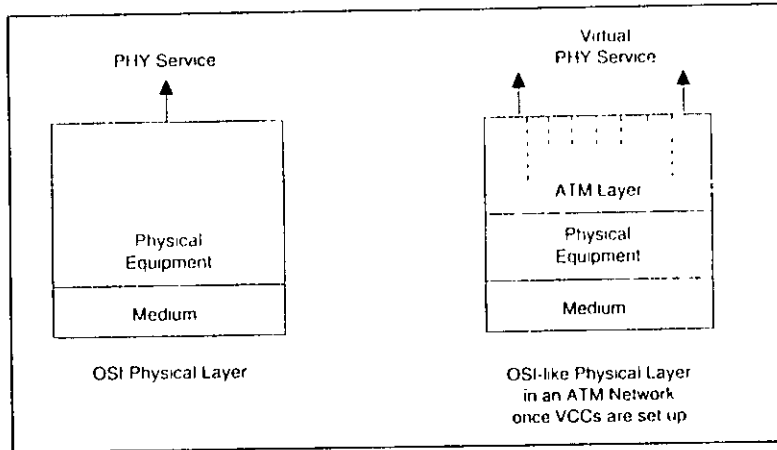 PHY Service
Physical
Equipment
Medium
OSI Physical Layer
Virtual
PHY Service
ATM Layer
Physical
Equipment
Medium
OSI-like Physical Layer
in an ATM Network
once VCCs are set up